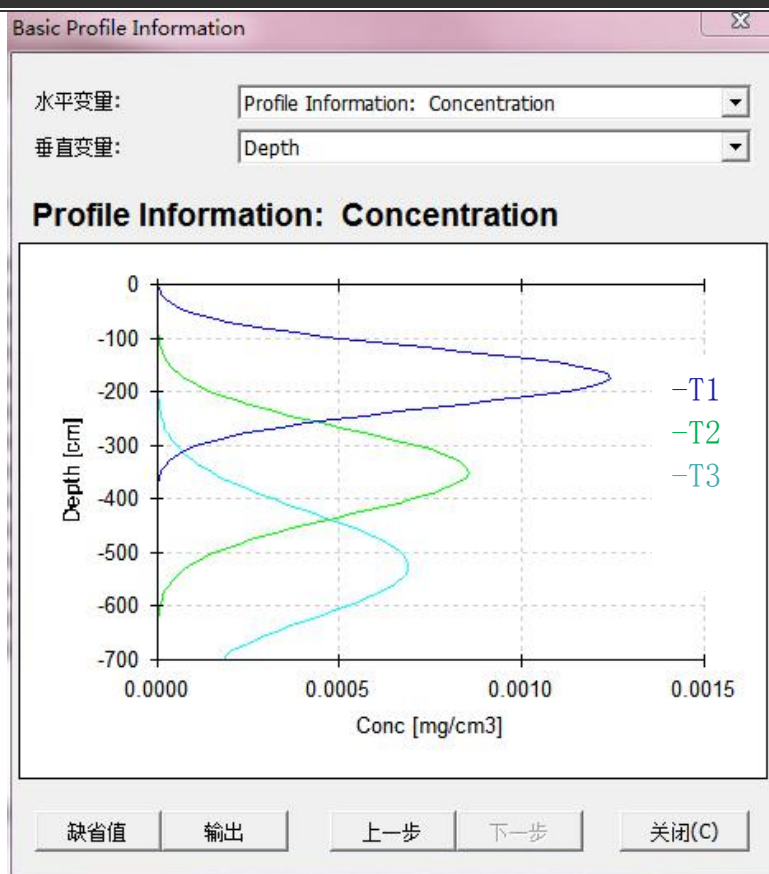 Basic Profile Information
水平变量: Profile Information: Concentration
垂直变量: Depth
Profile Information: Concentration
0
-100
-200
-300
-400
-500
-600
-700
Depth [cm]
-T1
-T2
-T3
0.0000 0.0005 0.0010 0.0015
Conc [mg/cm3]
缺省值 输出 上一步 下一步 关闭(C)